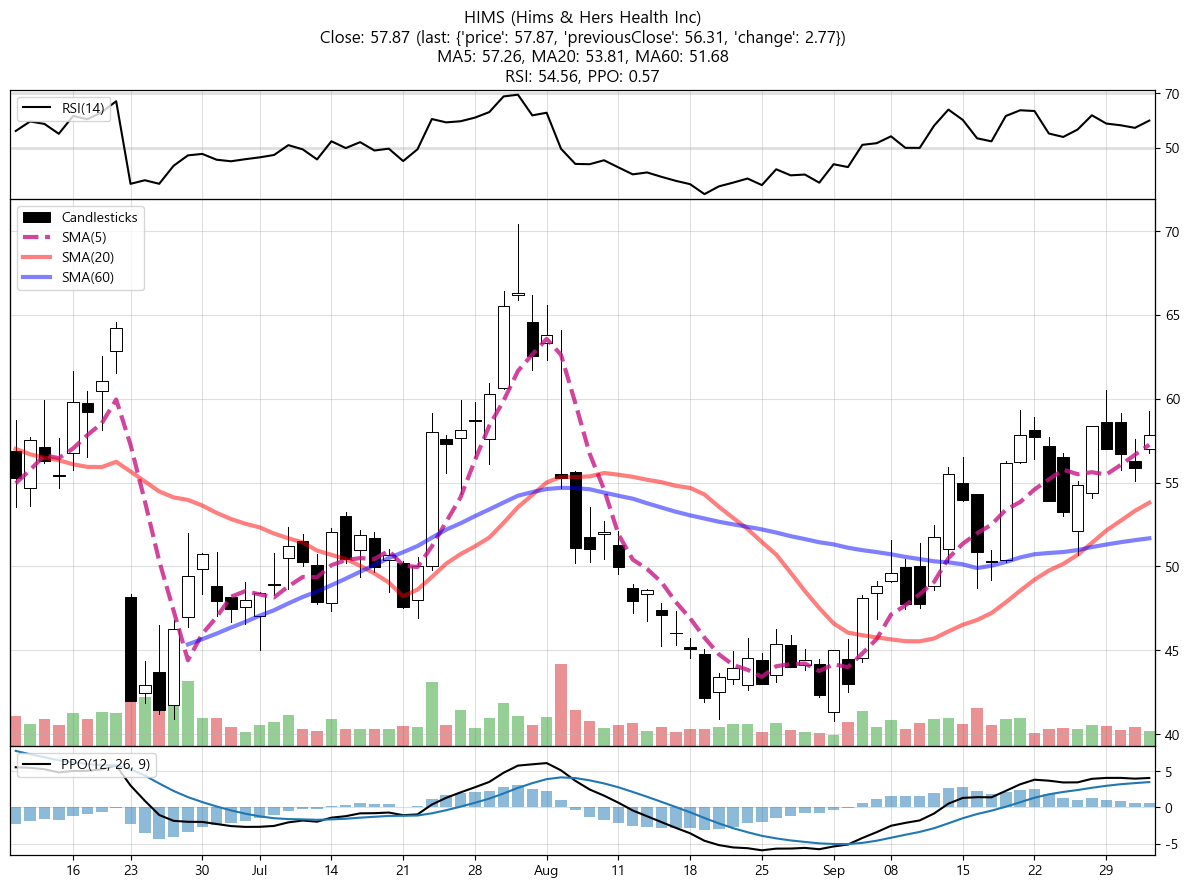 HIMS (Hims & Hers Health Inc)
Close: 57.87 (last: {'price': 57.87, 'previousClose': 56.31, 'change': 2.77})
MA5: 57.26, MA20: 53.81, MA60: 51.68
RSI: 54.56, PPO: 0.57
RSI(14)
70
50
Candlesticks
SMA(5)
SMA(20)
SMA(60)
70
65
60
55
50
45
40
PPO(12, 26, 9)
5
0
-5
16 23 30 Jul 14 21 28 Aug 11 18 25 Sep 08 15 22 29